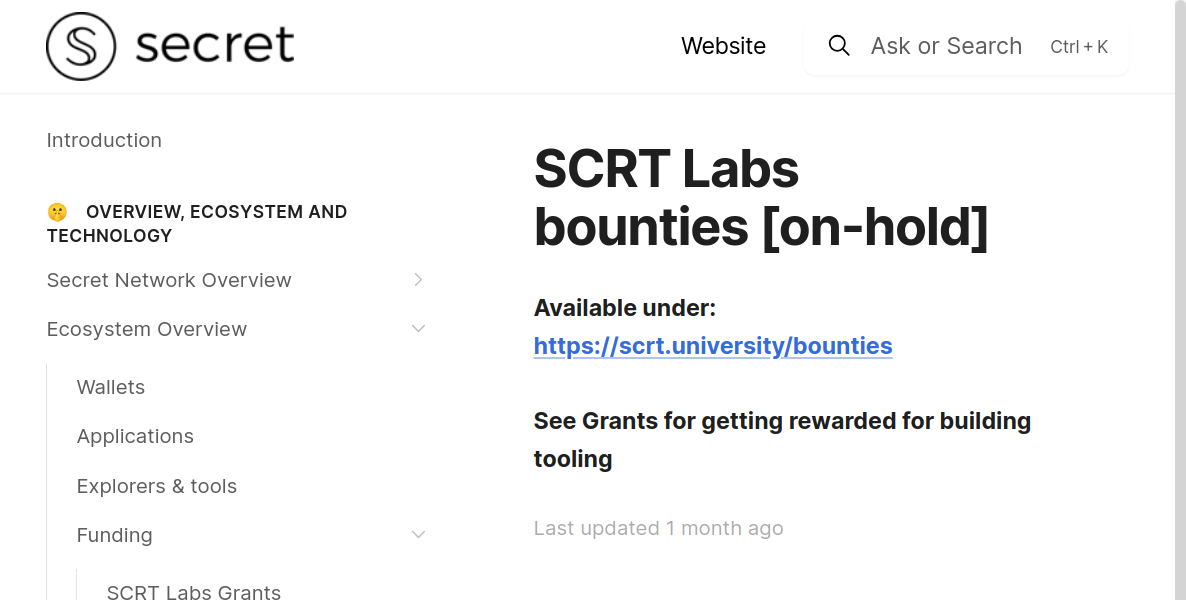 secret
Website
Ask or Search
Ctrl + K
Introduction
🤫 OVERVIEW, ECOSYSTEM AND
TECHNOLOGY
Secret Network Overview
Ecosystem Overview
Wallets
Applications
Explorers & tools
Funding
SCRT Labs Grants
SCRT Labs
bounties [on-hold]
Available under:
https://scrt.university/bounties
See Grants for getting rewarded for building
tooling
Last updated 1 month ago